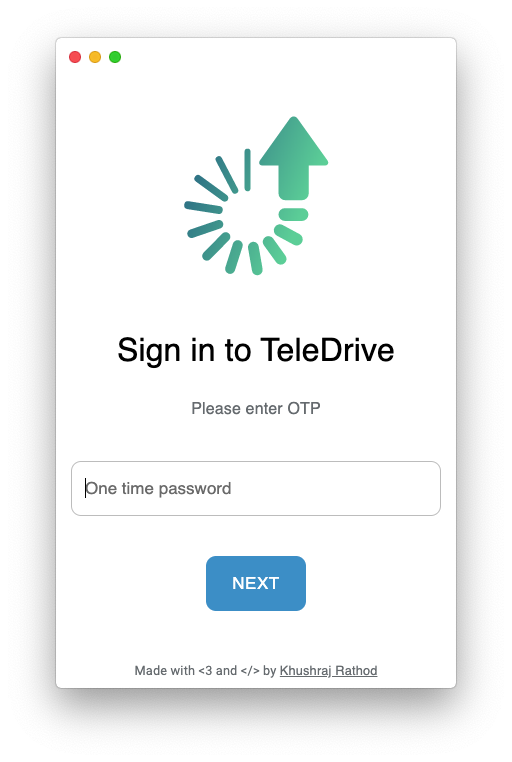 Sign in to TeleDrive
Please enter OTP
One time password
NEXT
Made with <3 and </> by Khushraj Rathod